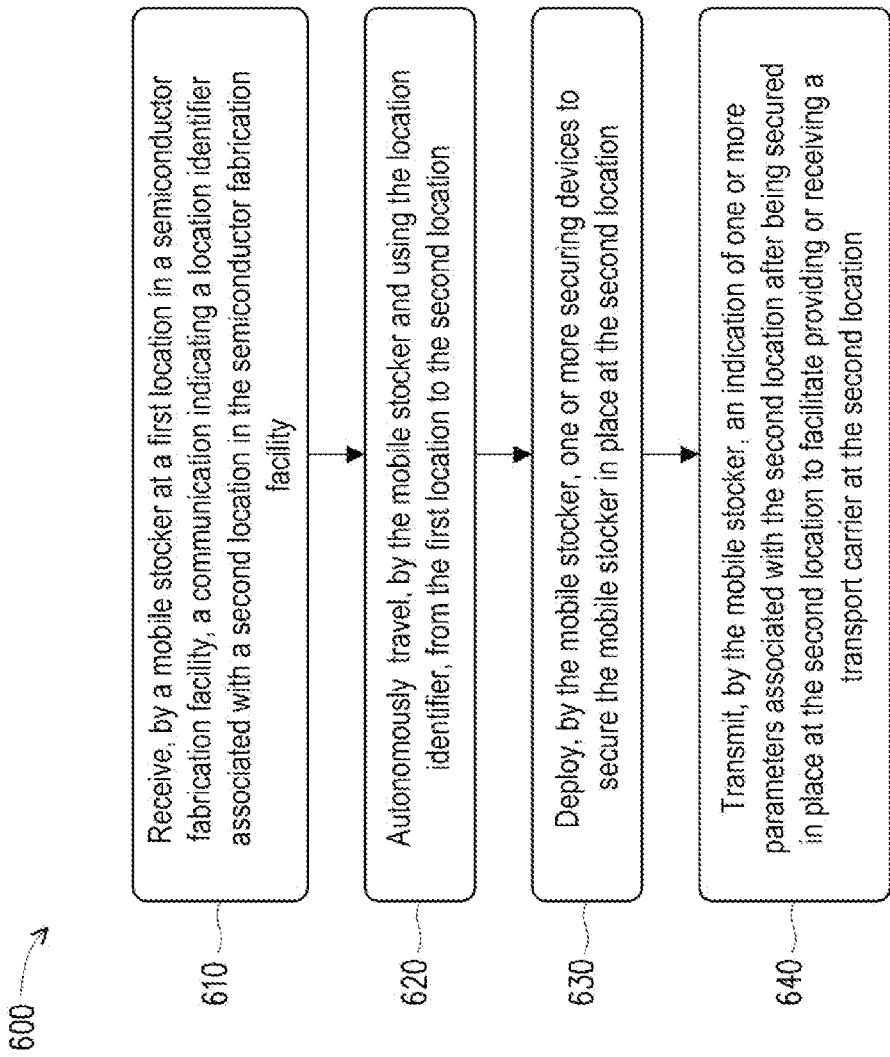 600
610
Receive, by a mobile stocker at a first location in a semiconductor
fabrication facility, a communication indicating a location identifier
associated with a second location in the semiconductor fabrication
facility
620
Autonomously travel, by the mobile stocker and using the location
identifier, from the first location to the second location
630
Deploy, by the mobile stocker, one or more securing devices to
secure the mobile stocker in place at the second location
640
Transmit, by the mobile stocker, an indication of one or more
parameters associated with the second location after being secured
in place at the second location to facilitate providing or receiving a
transport carrier at the second location